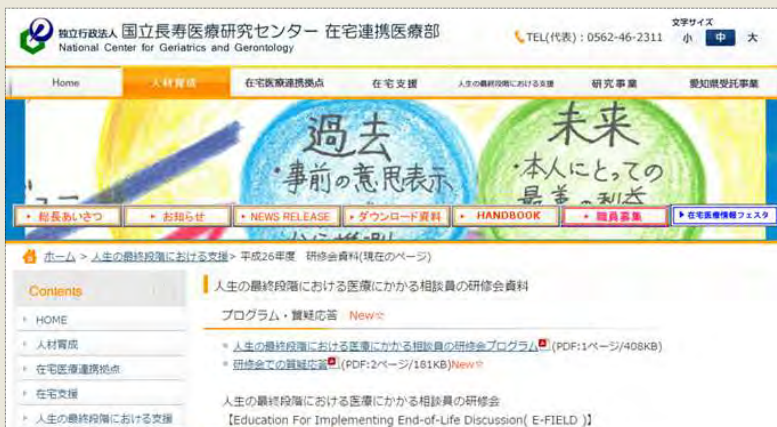 独立行政法人 国立長寿医療研究センター 在宅連携医療部
National Center for Geriatrics and Gerontology
TEL(代表)：0562-46-2311
文字サイズ
小 中 大
Home 人材育成 在宅医療連携拠点 在宅支援 人生の最終段階における支援 研究事業 愛知県受託事業
過去
・事前の意思表示
未来
・本人にとっての
最善の利益
総長あいさつ お知らせ NEWS RELEASE ダウンロード資料 HANDBOOK 職員募集 在宅医療情報フェスタ
ホーム > 人生の最終段階における支援> 平成26年度 研修会資料(現在のページ)
Contents
HOME
人材育成
在宅医療連携拠点
在宅支援
人生の最終段階における支援
人生の最終段階における医療にかかる相談員の研修会資料
プログラム・質疑応答 New☆
人生の最終段階における医療にかかる相談員の研修会プログラム (PDF:1ページ/408KB)
研修会での質疑応答 (PDF:2ページ/181KB)New☆
人生の最終段階における医療にかかる相談員の研修会
【Education For Implementing End-of-Life Discussion( E-FIELD )】